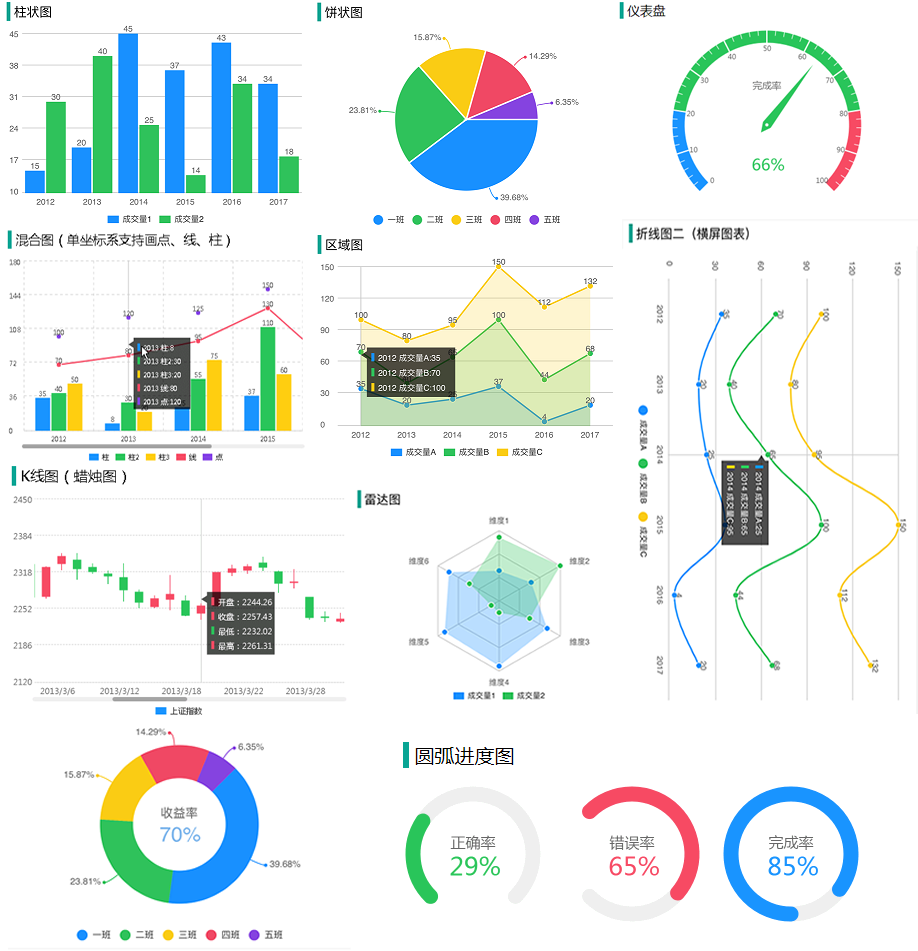 柱状图
45
38
31
24
17
10
15 30 20 40 45 25 37 14 43 34 34 18
2012 2013 2014 2015 2016 2017
成交量1 成交量2
饼状图
15.87%
14.29%
6.35%
23.81%
39.68%
一班 二班 三班 四班 五班
仪表盘
0 10 20 30 40 50 60 70 80 90 100
完成率
66%
混合图(单坐标系支持画点、线、柱)
180
144
108
72
36
0
100 120 125 150
70 80 95 130
35 40 50 8 30 20 55 75 37 110 60
2013 柱:8
2013 柱2:30
2013 柱3:20
2013 线:80
2013 点:120
2012 2013 2014 2015
柱 柱2 柱3 线 点
区域图
150
120
90
60
30
0
100 80 95 150 112 132
70 100 44 68
35 20 25 37 4 20
2012 成交量A:35
2012 成交量B:70
2012 成交量C:100
2012 2013 2014 2015 2016 2017
成交量A 成交量B 成交量C
折线图二(横屏图表)
0 30 60 90 120 150
2012 2013 2014 2015 2016 2017
35 70 100
20 40 80
25 65 95
100 150
4 44 112
20 68 132
2014 成交量A:25
2014 成交量B:65
2014 成交量C:95
成交量A 成交量B 成交量C
K线图(蜡烛图)
2450
2384
2318
2252
2186
2120
开盘:2244.26
收盘:2257.43
最低:2232.02
最高:2261.31
2013/3/6 2013/3/12 2013/3/18 2013/3/22 2013/3/28
上证指数
雷达图
维度1
维度2
维度3
维度4
维度5
维度6
成交量1 成交量2
14.29%
6.35%
15.87%
23.81%
39.68%
收益率
70%
一班 二班 三班 四班 五班
圆弧进度图
正确率
29%
错误率
65%
完成率
85%